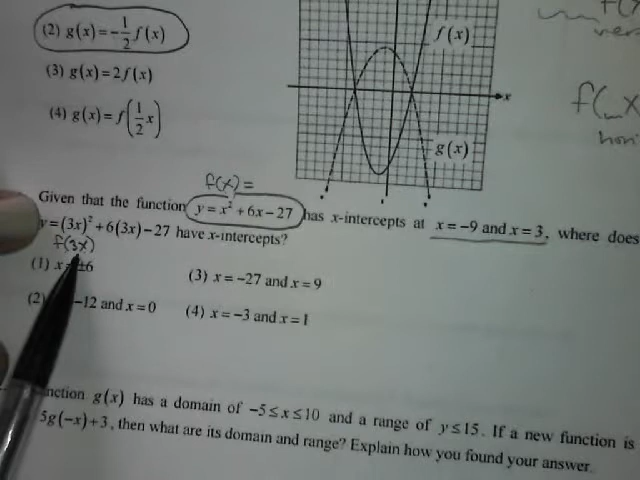 (2) g(x)=-1/2 f(x)
f(x)
(3) g(x)=2f(x)
x
(4) g(x)=f(1/2 x)
g(x)
f(x)=
Given that the function y=x²+6x-27 has x-intercepts at x=-9 and x=3, where does
y=(3x)²+6(3x)-27 have x-intercepts?
f(3x)
(1) x=±6
(3) x=-27 and x=9
(2) -12 and x=0
(4) x=-3 and x=1
g(x) has a domain of -5≤x≤10 and a range of y≤15. If a new function is
5g(-x)+3, then what are its domain and range? Explain how you found your answer.